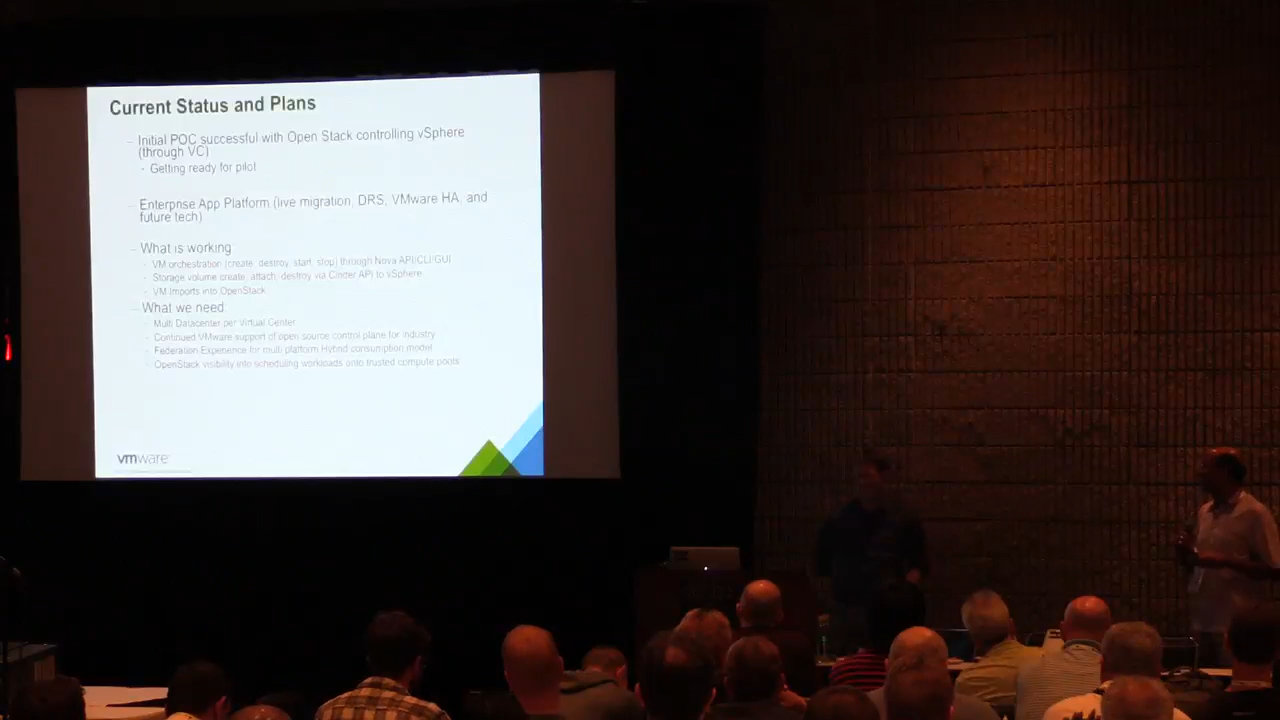 Current Status and Plans
– Initial POC successful with Open Stack controlling vSphere
(through VC)
- Getting ready for pilot
– Enterprise App Platform (live migration, DRS, VMware HA, and
future tech)
– What is working
- VM orchestration (create, destroy, start, stop) through Nova API/CLI/GUI
- Storage volume create, attach, destroy via Cinder API to vSphere
- VM Imports into OpenStack
– What we need:
- Multi Datacenter per Virtual Center
- Continued VMware support of open source control plane for industry
- Federation Experience for multi platform Hybrid consumption model
- OpenStack visibility into scheduling workloads onto trusted compute pools
vmware